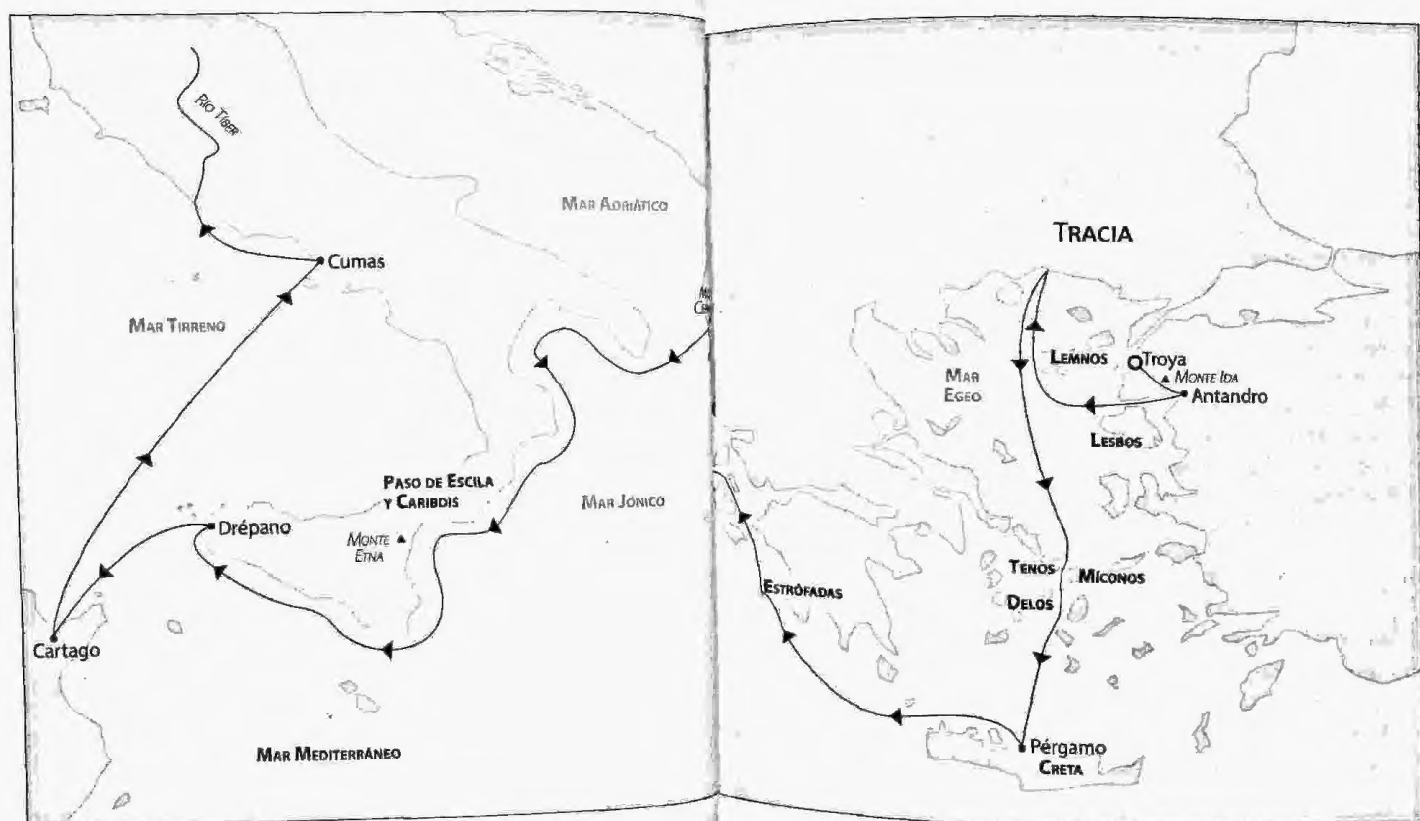 RÍO TÍBER
MAR ADRIÁTICO
CUMAS
MAR TIRRENO
PASO DE ESCILA
Y CARIBDIS
MAR JÓNICO
Drépano
MONTE
ETNA
Cartago
MAR MEDITERRÁNEO
TRACIA
LEMNOS
Troya
MONTE IDA
MAR
EGEO
Antandro
LESBOS
TENOS
MÍCONOS
ESTRÓFADAS
DELOS
Pérgamo
CRETA